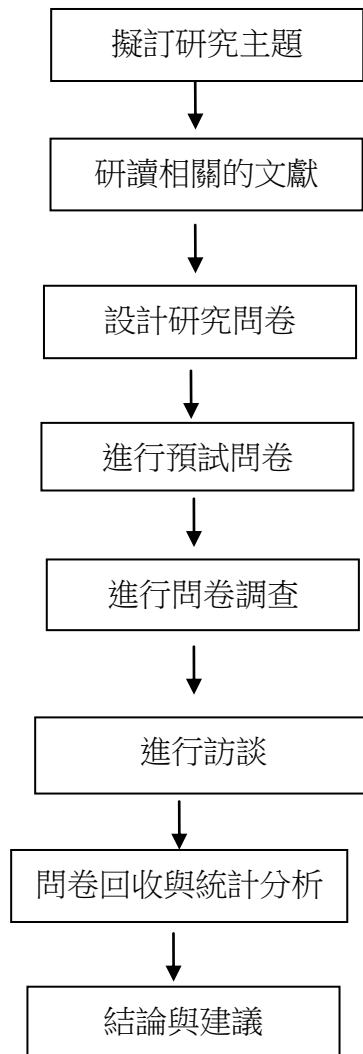 擬訂研究主題
研讀相關的文獻
設計研究問卷
進行預試問卷
進行問卷調查
進行訪談
問卷回收與統計分析
結論與建議